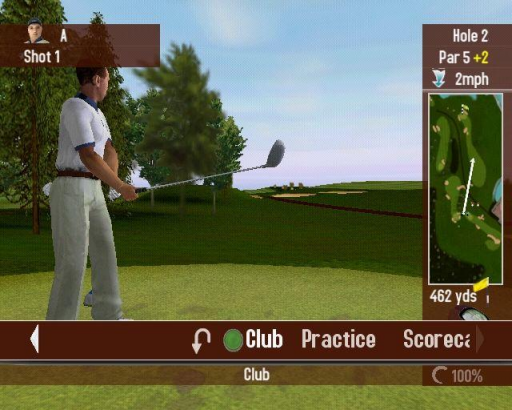 A
Shot 1
Hole 2
Par 5 +2
2mph
462 yds
Club Practice Scoreca
Club
100%